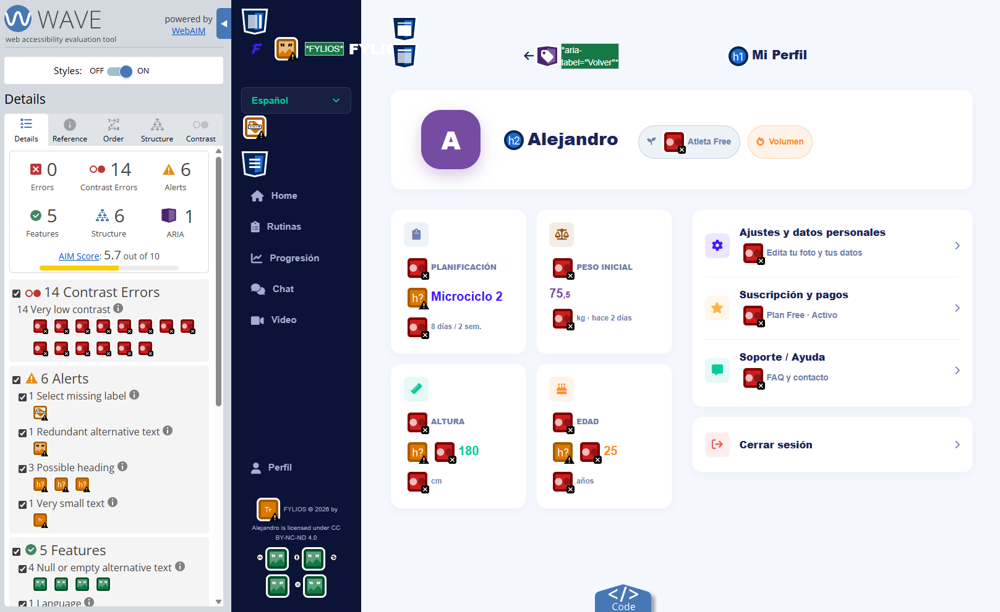 WAVE
web accessibility evaluation tool
powered by
WebAIM
Styles: OFF ON
Details
Details
Reference
Order
Structure
Contrast
0
Errors
14
Contrast Errors
6
Alerts
5
Features
6
Structure
1
ARIA
AIM Score: 5.7 out of 10
14 Contrast Errors
14 Very low contrast
6 Alerts
1 Select missing label
1 Redundant alternative text
3 Possible heading
1 Very small text
5 Features
4 Null or empty alternative text
1 Language
*FYLIOS* FYLIOS
Español
Home
Rutinas
Progresión
Chat
Video
Perfil
FYLIOS © 2026 by
Alejandro is licensed under CC
BY-NC-ND 4.0
*aria-
label="Volver"*
h1 Mi Perfil
A
h2 Alejandro
Atleta Free
Volumen
PLANIFICACIÓN
h? Microciclo 2
8 días / 2 sem.
PESO INICIAL
75,5
kg · hace 2 días
ALTURA
h? 180
cm
EDAD
h? 25
años
Ajustes y datos personales
Edita tu foto y tus datos
Suscripción y pagos
Plan Free · Activo
Soporte / Ayuda
FAQ y contacto
Cerrar sesión
</>
Code